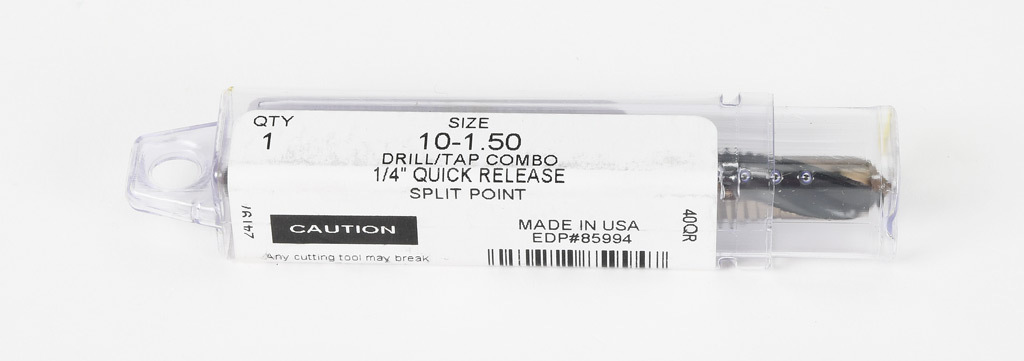 QTY
1
SIZE
10-1.50
DRILL/TAP COMBO
1/4" QUICK RELEASE
SPLIT POINT
CAUTION
Any cutting tool may break
MADE IN USA
EDP#85994
40QR